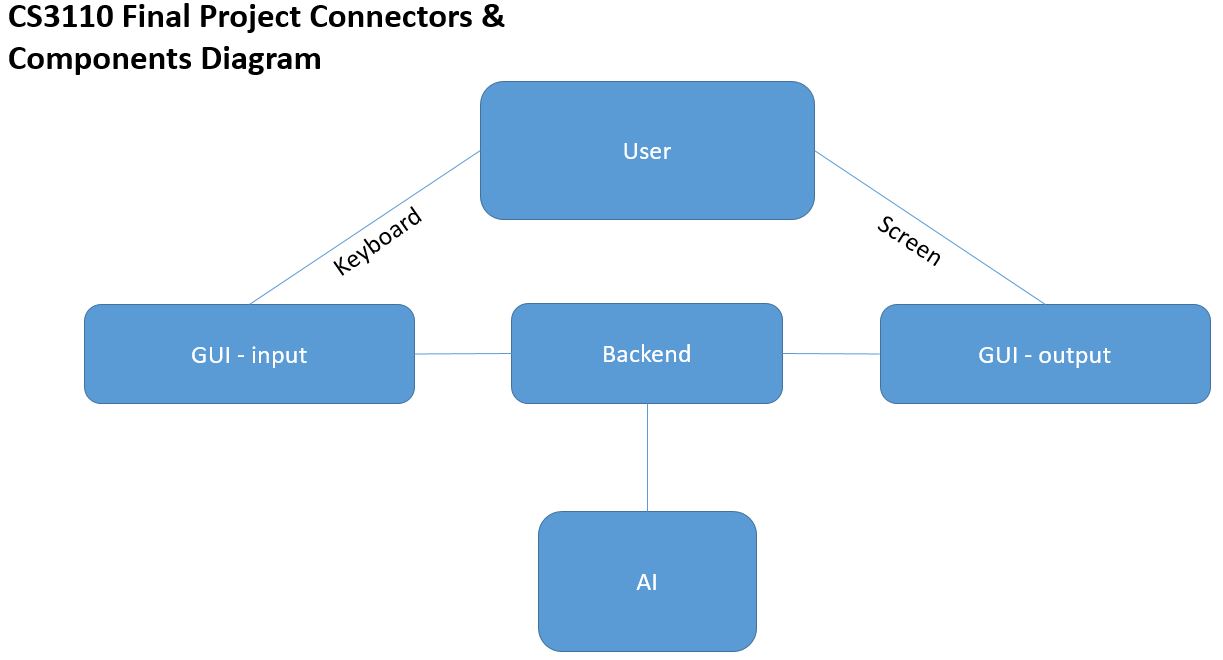 CS3110 Final Project Connectors &
Components Diagram
User
Keyboard
Screen
GUI - input
Backend
GUI - output
AI